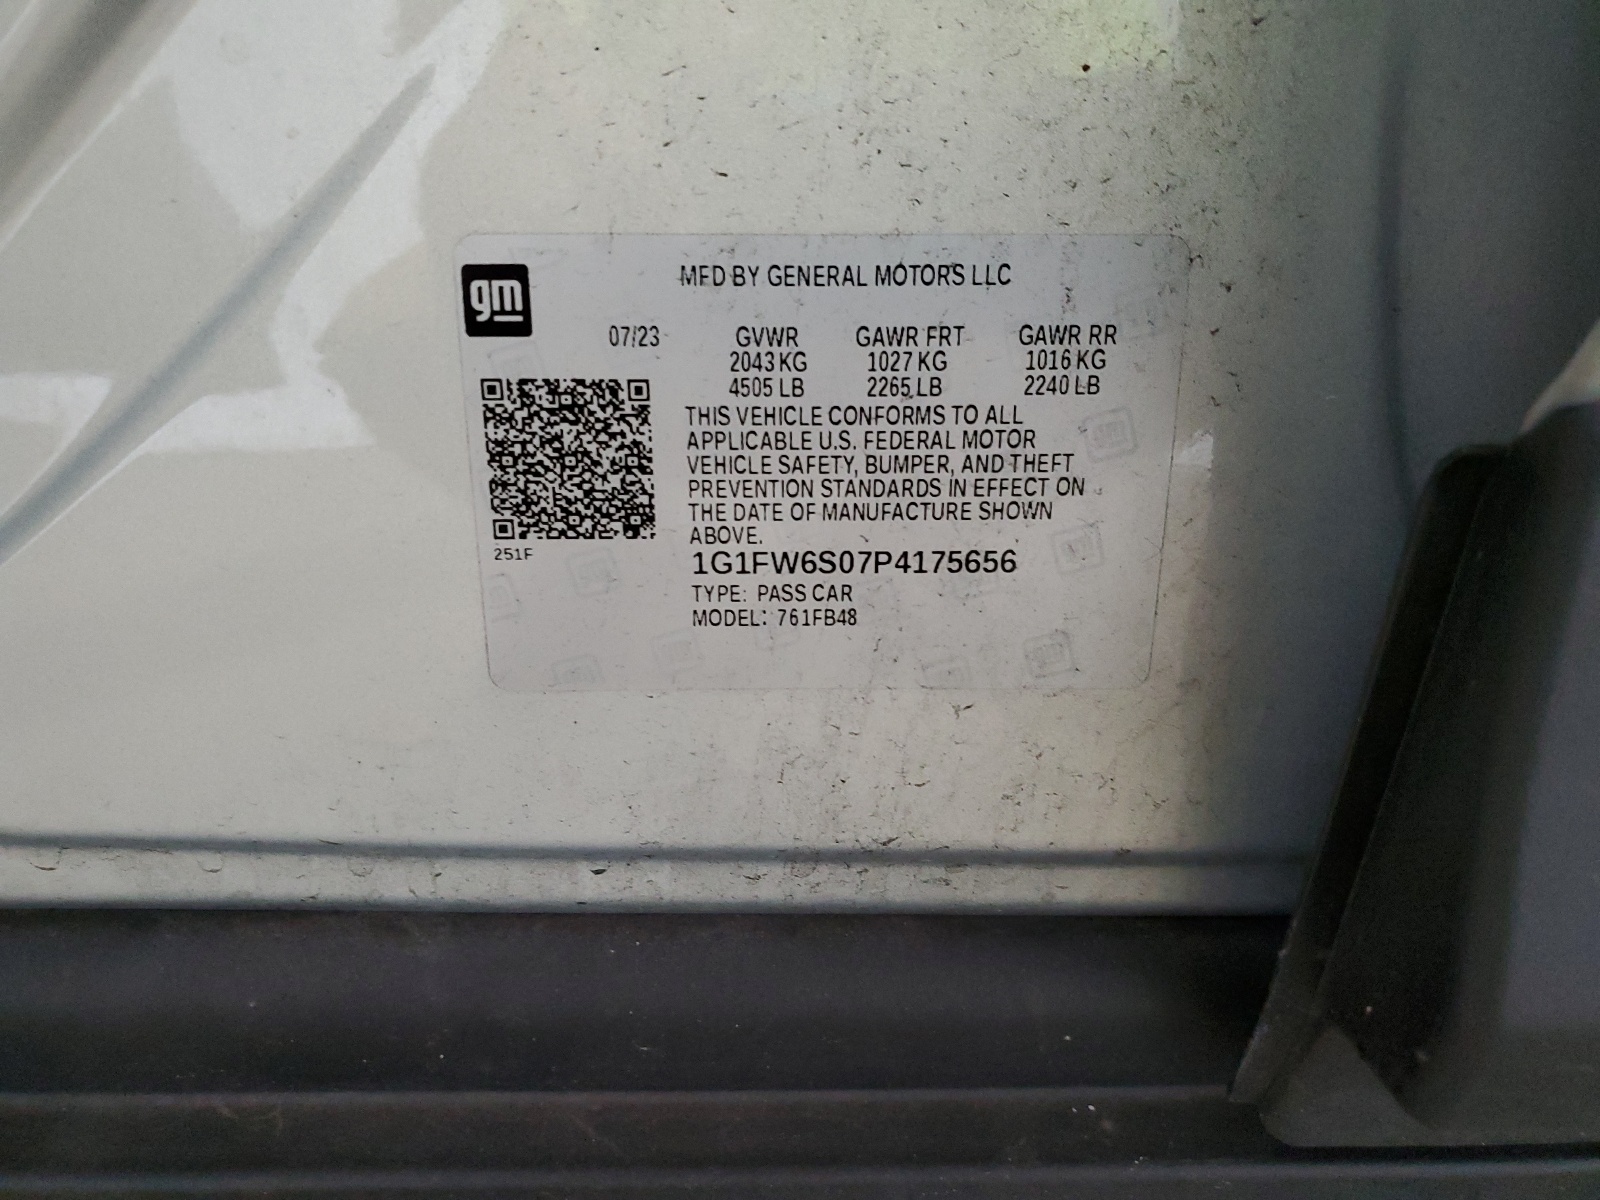 gm
MFD BY GENERAL MOTORS LLC
07/23 GVWR GAWR FRT GAWR RR
2043 KG 1027 KG 1016 KG
4505 LB 2265 LB 2240 LB
THIS VEHICLE CONFORMS TO ALL
APPLICABLE U.S. FEDERAL MOTOR
VEHICLE SAFETY, BUMPER, AND THEFT
PREVENTION STANDARDS IN EFFECT ON
THE DATE OF MANUFACTURE SHOWN
ABOVE.
251F
1G1FW6S07P4175656
TYPE: PASS CAR
MODEL: 761FB48